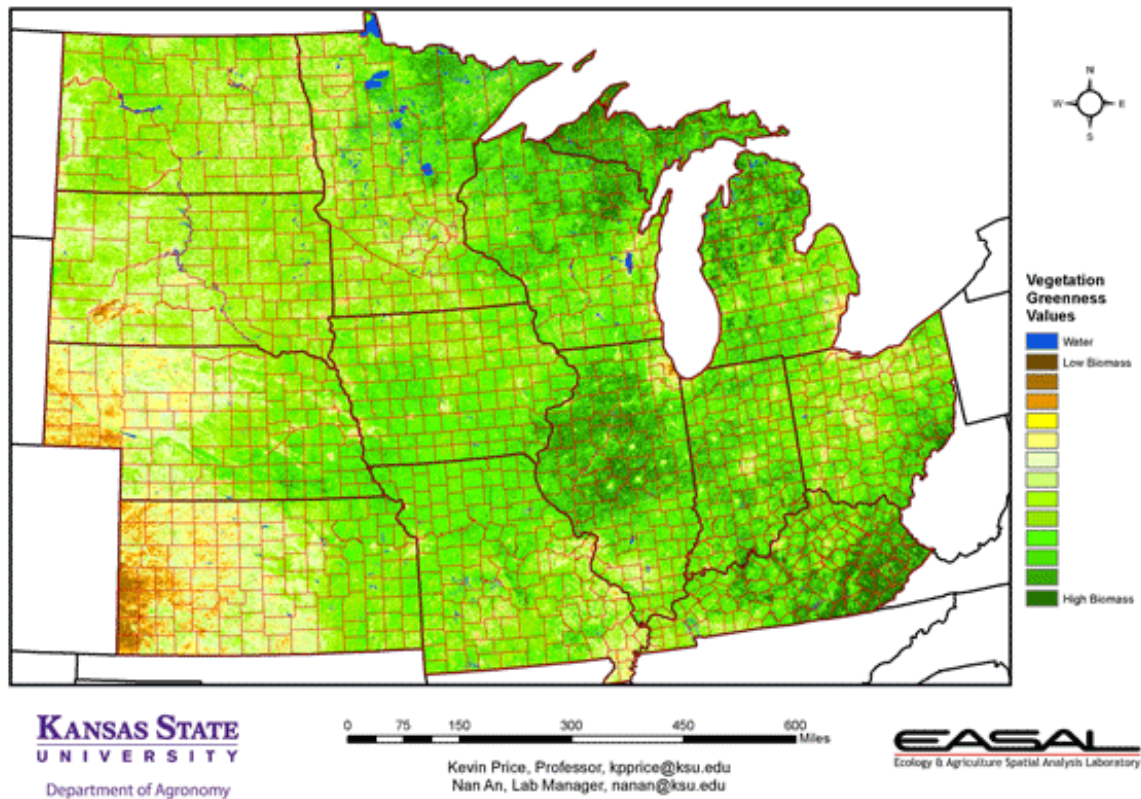 N
W
E
S
Vegetation
Greenness
Values
Water
Low Biomass
High Biomass
KANSAS STATE
UNIVERSITY
Department of Agronomy
0 75 150 300 450 600
Miles
Kevin Price, Professor, kpprice@ksu.edu
Nan An, Lab Manager, nanan@ksu.edu
EASAL
Ecology & Agriculture Spatial Analysis Laboratory